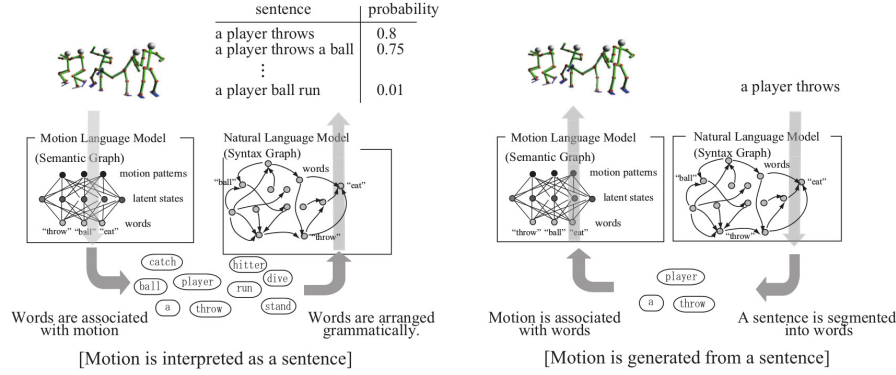 sentence probability
a player throws 0.8
a player throws a ball 0.75
⋮
a player ball run 0.01
Motion Language Model
(Semantic Graph)
motion patterns
latent states
words
"throw" "ball" "eat"
Natural Language Model
(Syntax Graph)
words
"ball"
"eat"
"throw"
catch
hitter
ball
player
run
dive
a
throw
stand
Words are associated
with motion
Words are arranged
grammatically.
[Motion is interpreted as a sentence]
a player throws
Motion Language Model
(Semantic Graph)
motion patterns
latent states
words
"throw" "ball" "eat"
Natural Language Model
(Syntax Graph)
words
"ball"
"eat"
"throw"
player
a
throw
Motion is associated
with words
A sentence is segmented
into words
[Motion is generated from a sentence]